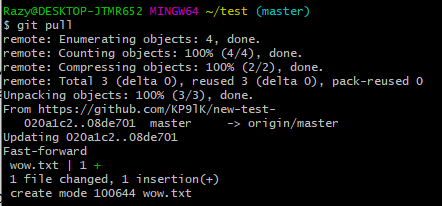 Razy@DESKTOP-JTMR652 MINGW64 ~/test (master)
$ git pull
remote: Enumerating objects: 4, done.
remote: Counting objects: 100% (4/4), done.
remote: Compressing objects: 100% (2/2), done.
remote: Total 3 (delta 0), reused 3 (delta 0), pack-reused 0
Unpacking objects: 100% (3/3), done.
From https://github.com/KP9lK/new-test-
   020a1c2..08de701  master     -> origin/master
Updating 020a1c2..08de701
Fast-forward
 wow.txt | 1 +
 1 file changed, 1 insertion(+)
 create mode 100644 wow.txt